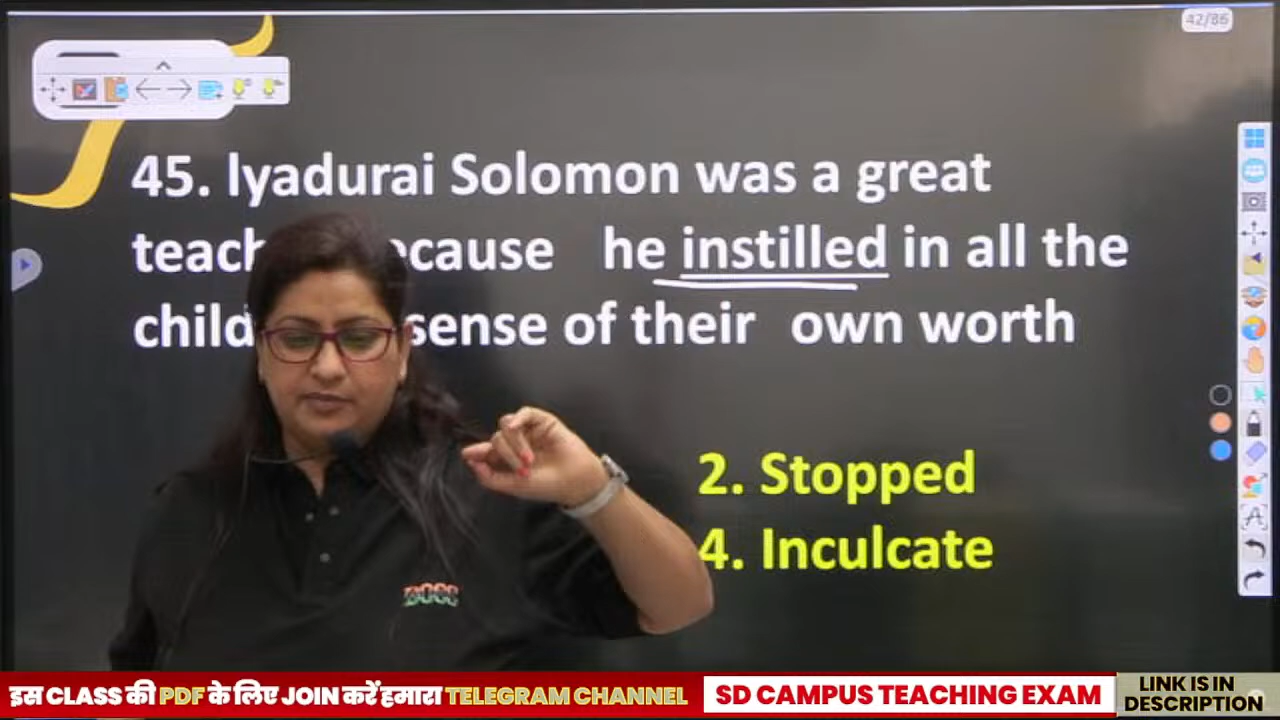 42/86
45. lyadurai Solomon was a great
teach ecause he instilled in all the
child sense of their own worth
2. Stopped
4. Inculcate
इस CLASS की PDF के लिए JOIN करें हमारा TELEGRAM CHANNEL
SD CAMPUS TEACHING EXAM
LINK IS IN
DESCRIPTION